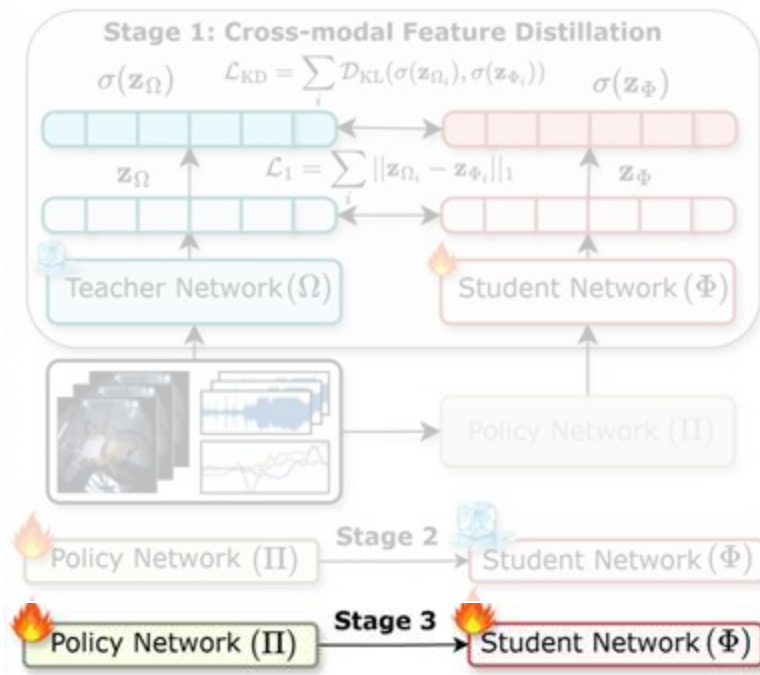 Stage 1: Cross-modal Feature Distillation
σ(z_Ω) ℒ_KD = ∑_i 𝒟_KL(σ(z_Ω_i), σ(z_Φ_i)) σ(z_Φ)
z_Ω ℒ_1 = ∑_i ||z_Ω_i − z_Φ_i||_1 z_Φ
Teacher Network (Ω) Student Network (Φ)
Policy Network (Π)
Stage 2
Policy Network (Π) Student Network (Φ)
Stage 3
Policy Network (Π) Student Network (Φ)